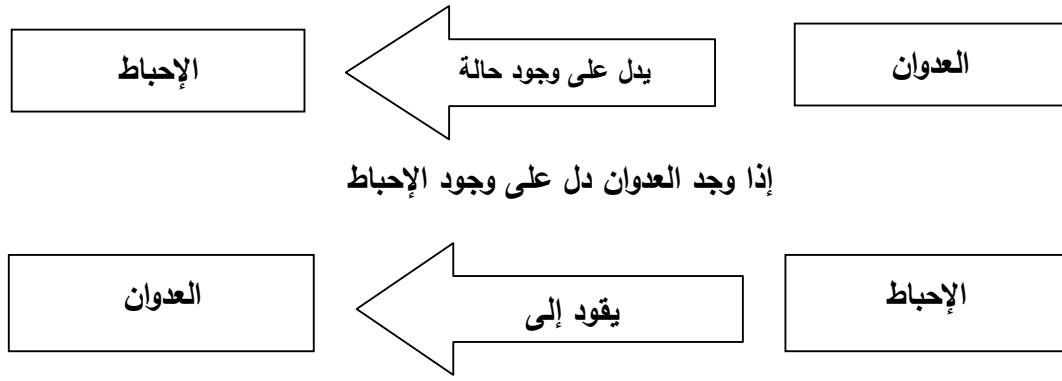 العدوان
يدل على وجود حالة
الإحباط
إذا وجد العدوان دل على وجود الإحباط
الإحباط
يقود إلى
العدوان